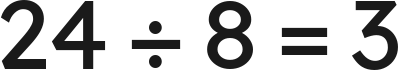 24 ÷ 8 = 3